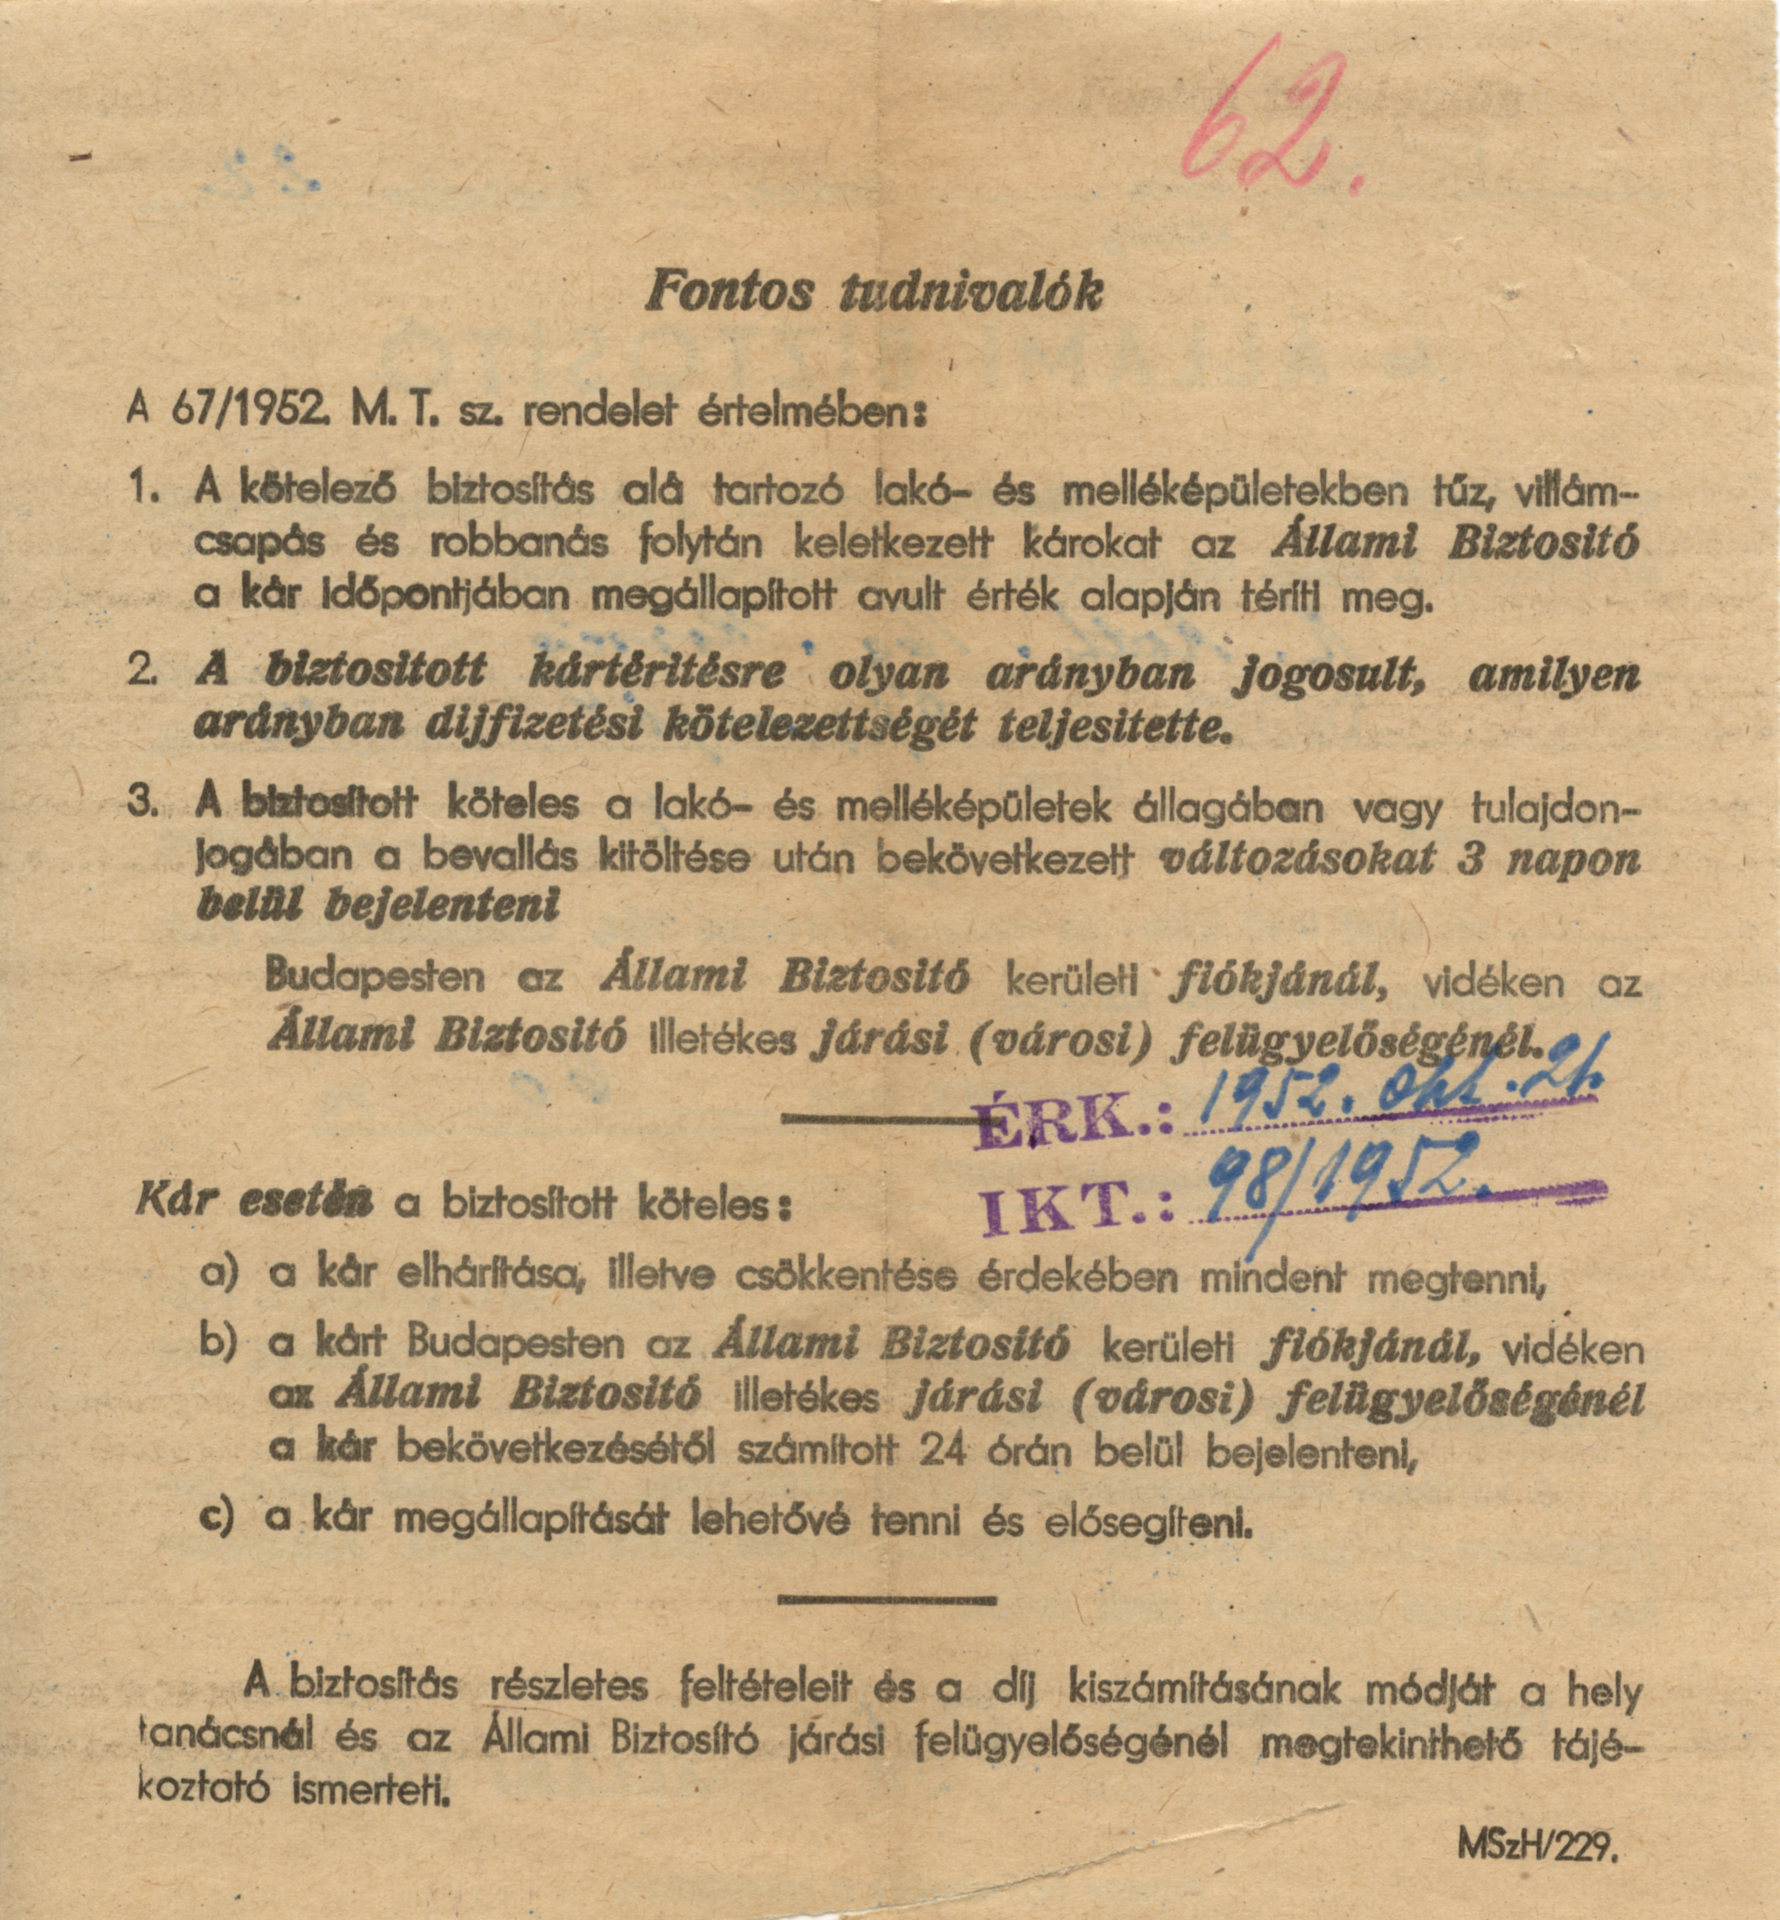 62.
Fontos tudnivalók
A 67/1952. M. T. sz. rendelet értelmében:
1. A kötelező biztosítás alá tartozó lakó- és melléképületekben tűz, villám-
csapás és robbanás folytán keletkezett károkat az Állami Biztositó
a kár időpontjában megállapított avult érték alapján téríti meg.
2. A biztositott kártéritésre olyan arányban jogosult, amilyen
arányban dijfizetési kötelezettségét teljesitette.
3. A biztosított köteles a lakó- és melléképületek állagában vagy tulajdon-
jogában a bevallás kitöltése után bekövetkezett változásokat 3 napon
belül bejelenteni
Budapesten az Állami Biztositó kerületi fiókjánál, vidéken az
Állami Biztositó illetékes járási (városi) felügyelőségénél.
ÉRK.: 1952. okt. 21.
IKT.: 98/1952.
Kár esetén a biztosított köteles:
a) a kár elhárítása, illetve csökkentése érdekében mindent megtenni,
b) a kárt Budapesten az Állami Biztositó kerületi fiókjánál, vidéken
az Állami Biztositó illetékes járási (városi) felügyelőségénél
a kár bekövetkezésétől számított 24 órán belül bejelenteni,
c) a kár megállapítását lehetővé tenni és elősegíteni.
A biztosítás részletes feltételeit és a díj kiszámításának módját a hely
tanácsnál és az Állami Biztosító járási felügyelőségénél megtekinthető tájé-
koztató ismerteti.
MSzH/229.